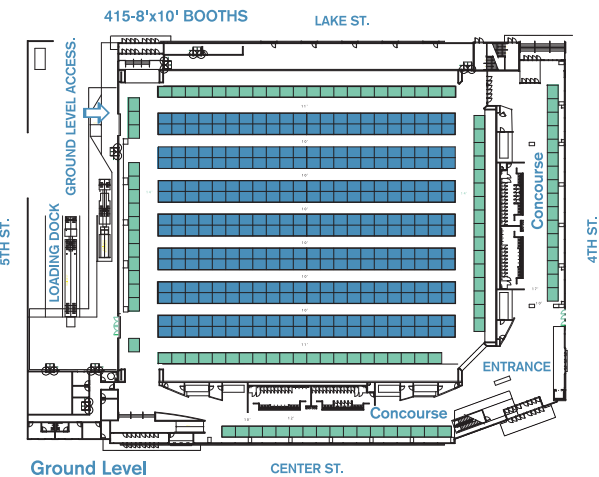 415-8'x10' BOOTHS
LAKE ST.
GROUND LEVEL ACCESS.
LOADING DOCK
5TH ST.
Concourse
4TH ST.
ENTRANCE
Concourse
Ground Level
CENTER ST.